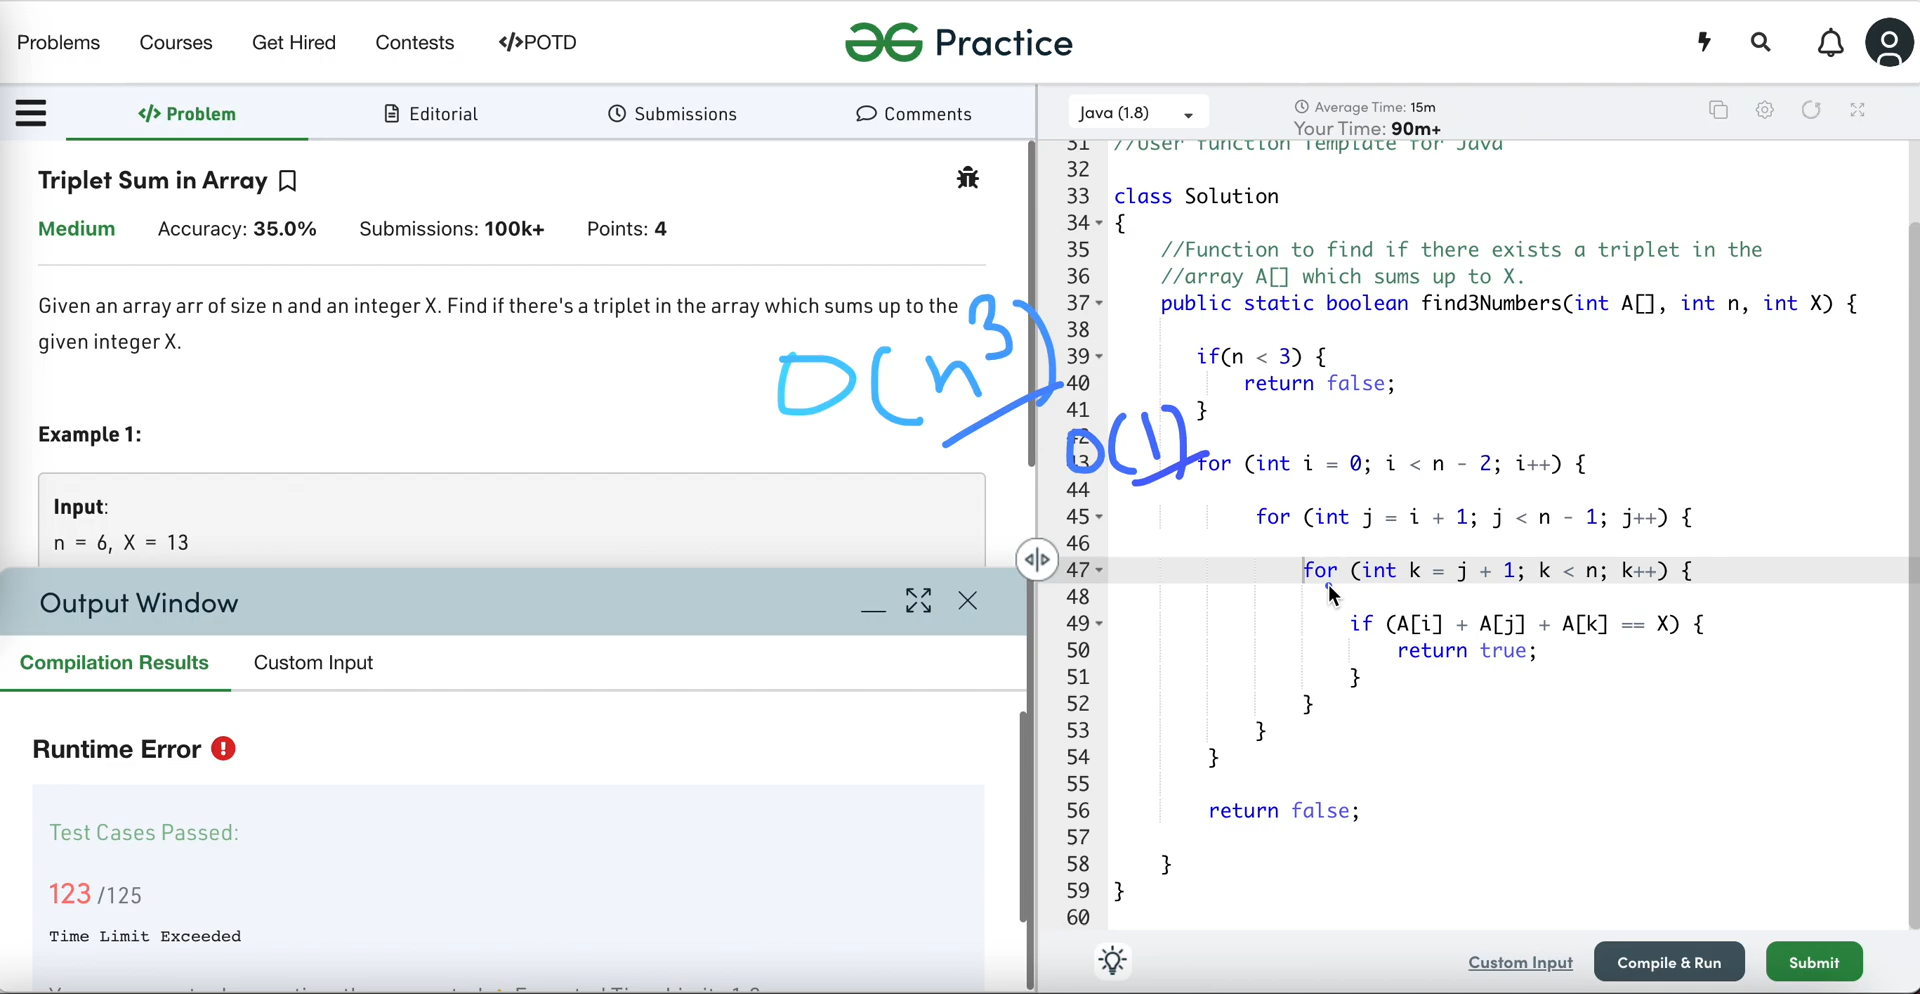 Problems Courses Get Hired Contests </>POTD Practice
</> Problem Editorial Submissions Comments
Triplet Sum in Array
Medium Accuracy: 35.0% Submissions: 100k+ Points: 4
Given an array arr of size n and an integer X. Find if there's a triplet in the array which sums up to the
given integer X.
O(n³)
O(1)
Example 1:
Input:
n = 6, X = 13
Output Window
Compilation Results Custom Input
Runtime Error
Test Cases Passed:
123 /125
Time Limit Exceeded
Java (1.8) Average Time: 15m
Your Time: 90m+
31 //User function Template for Java
32
33 class Solution
34 {
35 //Function to find if there exists a triplet in the
36 //array A[] which sums up to X.
37 public static boolean find3Numbers(int A[], int n, int X) {
38
39 if(n < 3) {
40 return false;
41 }
42
43 for (int i = 0; i < n - 2; i++) {
44
45 for (int j = i + 1; j < n - 1; j++) {
46
47 for (int k = j + 1; k < n; k++) {
48
49 if (A[i] + A[j] + A[k] == X) {
50 return true;
51 }
52 }
53 }
54 }
55
56 return false;
57
58 }
59 }
60
Custom Input Compile & Run Submit